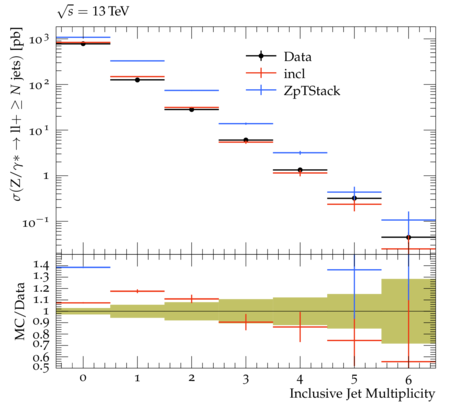 √s = 13 TeV
σ(Z/γ∗ → ll+ ≥ N jets) [pb]
10³
10²
10¹
1
10⁻¹
Data
incl
ZpTStack
MC/Data
1.4
1.3
1.2
1.1
1
0.9
0.8
0.7
0.6
0.5
0 1 2 3 4 5 6
Inclusive Jet Multiplicity